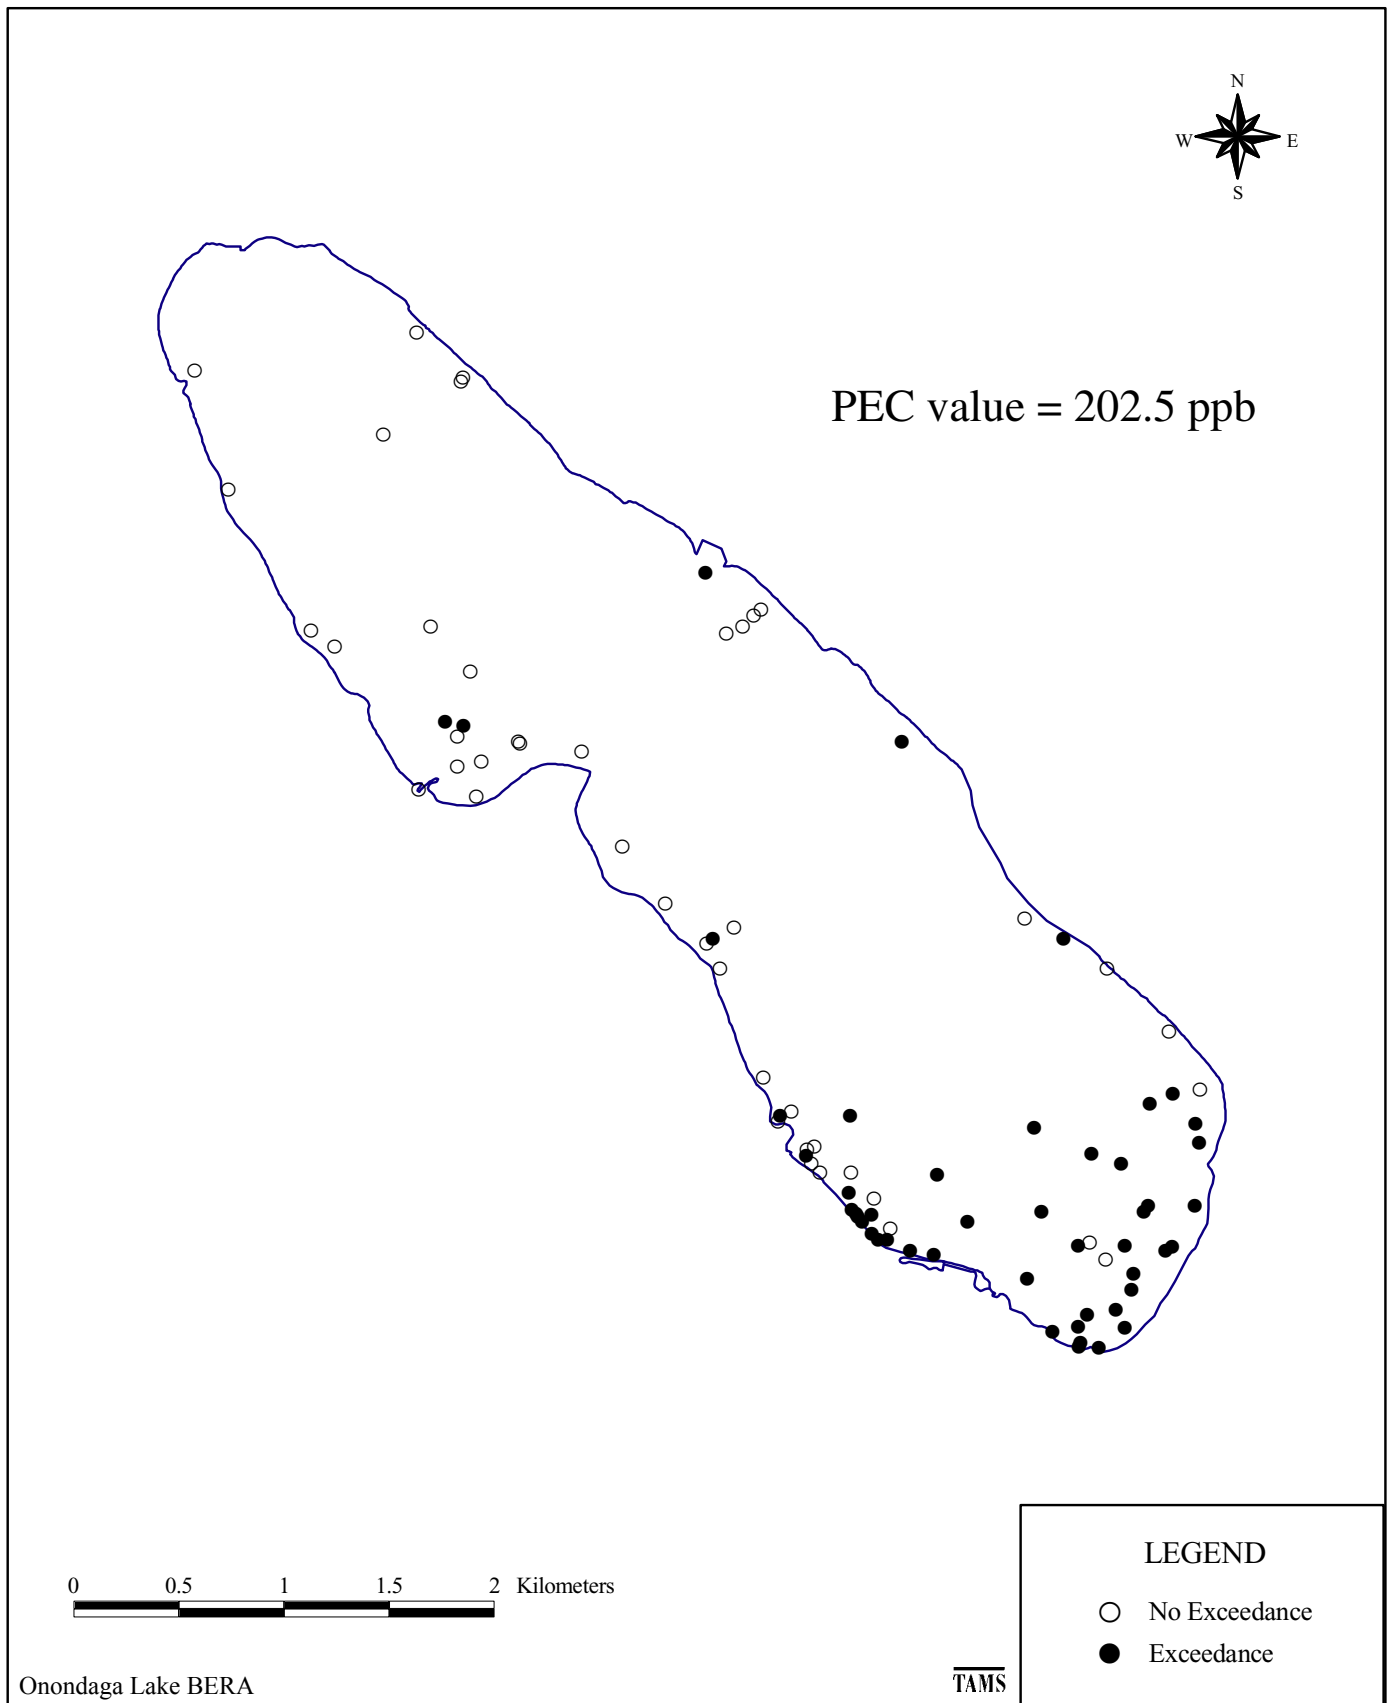 N
W E
S
PEC value = 202.5 ppb
0 0.5 1 1.5 2 Kilometers
LEGEND
No Exceedance
Exceedance
Onondaga Lake BERA
TAMS